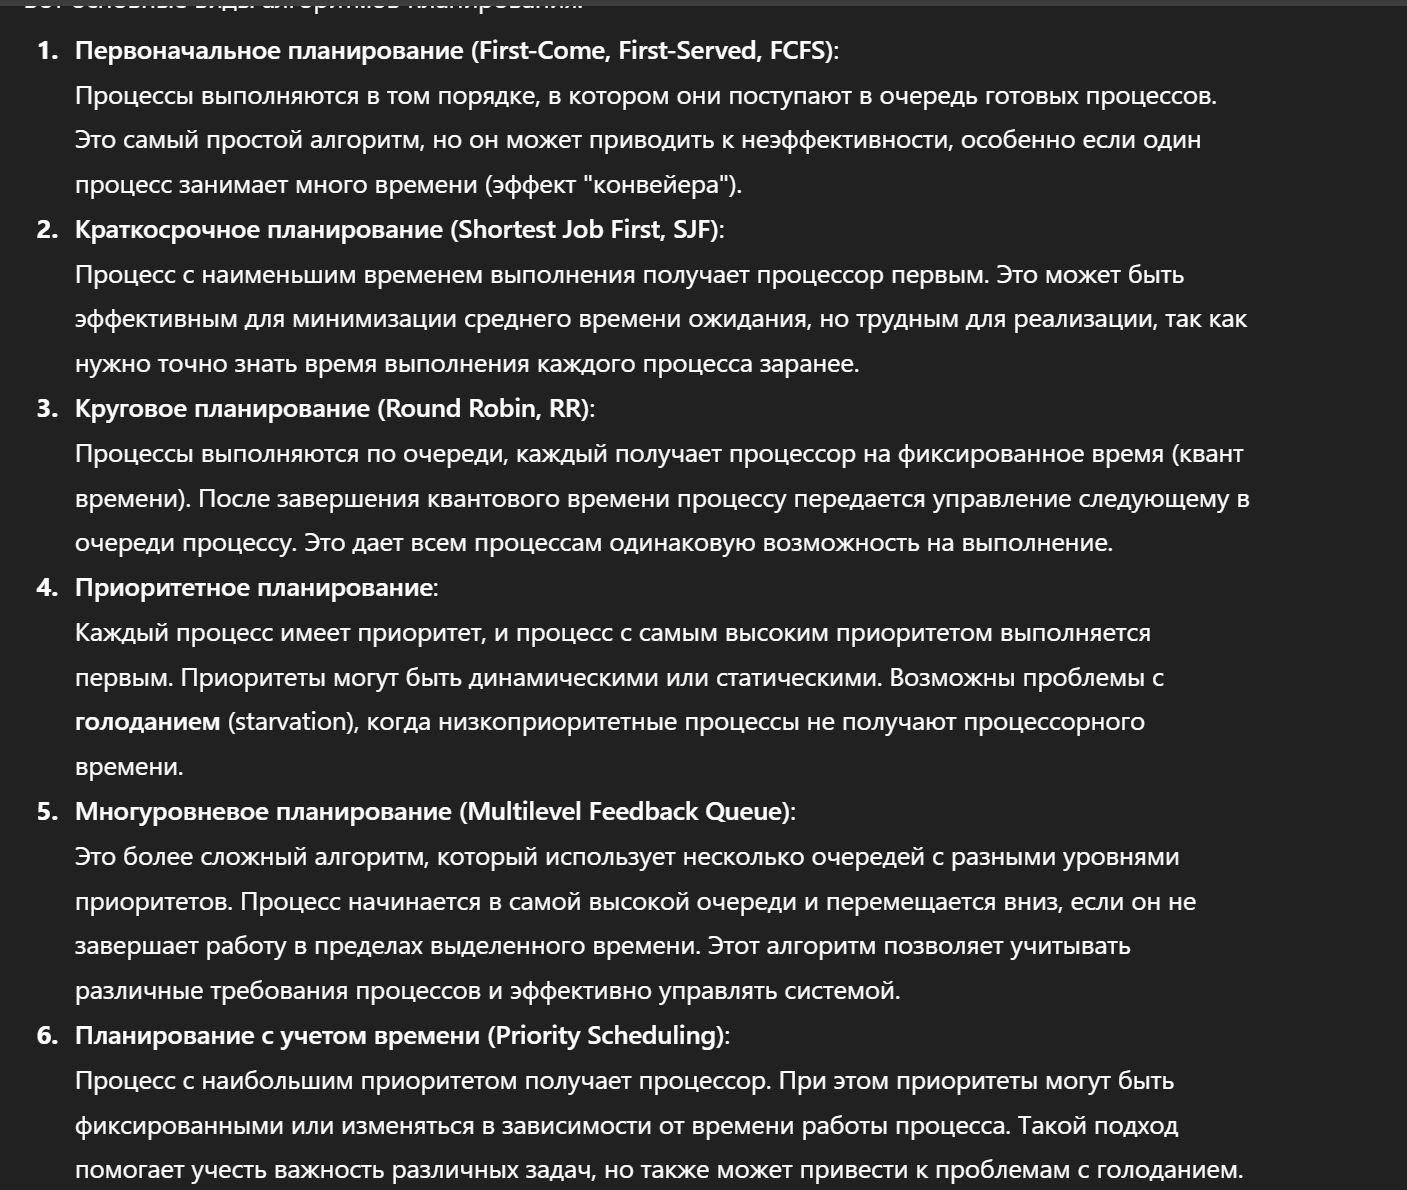 Вот основные виды алгоритмов планирования:
1. Первоначальное планирование (First-Come, First-Served, FCFS):
Процессы выполняются в том порядке, в котором они поступают в очередь готовых процессов.
Это самый простой алгоритм, но он может приводить к неэффективности, особенно если один
процесс занимает много времени (эффект "конвейера").
2. Краткосрочное планирование (Shortest Job First, SJF):
Процесс с наименьшим временем выполнения получает процессор первым. Это может быть
эффективным для минимизации среднего времени ожидания, но трудным для реализации, так как
нужно точно знать время выполнения каждого процесса заранее.
3. Круговое планирование (Round Robin, RR):
Процессы выполняются по очереди, каждый получает процессор на фиксированное время (квант
времени). После завершения квантового времени процессу передается управление следующему в
очереди процессу. Это дает всем процессам одинаковую возможность на выполнение.
4. Приоритетное планирование:
Каждый процесс имеет приоритет, и процесс с самым высоким приоритетом выполняется
первым. Приоритеты могут быть динамическими или статическими. Возможны проблемы с
голоданием (starvation), когда низкоприоритетные процессы не получают процессорного
времени.
5. Многуровневое планирование (Multilevel Feedback Queue):
Это более сложный алгоритм, который использует несколько очередей с разными уровнями
приоритетов. Процесс начинается в самой высокой очереди и перемещается вниз, если он не
завершает работу в пределах выделенного времени. Этот алгоритм позволяет учитывать
различные требования процессов и эффективно управлять системой.
6. Планирование с учетом времени (Priority Scheduling):
Процесс с наибольшим приоритетом получает процессор. При этом приоритеты могут быть
фиксированными или изменяться в зависимости от времени работы процесса. Такой подход
помогает учесть важность различных задач, но также может привести к проблемам с голоданием.